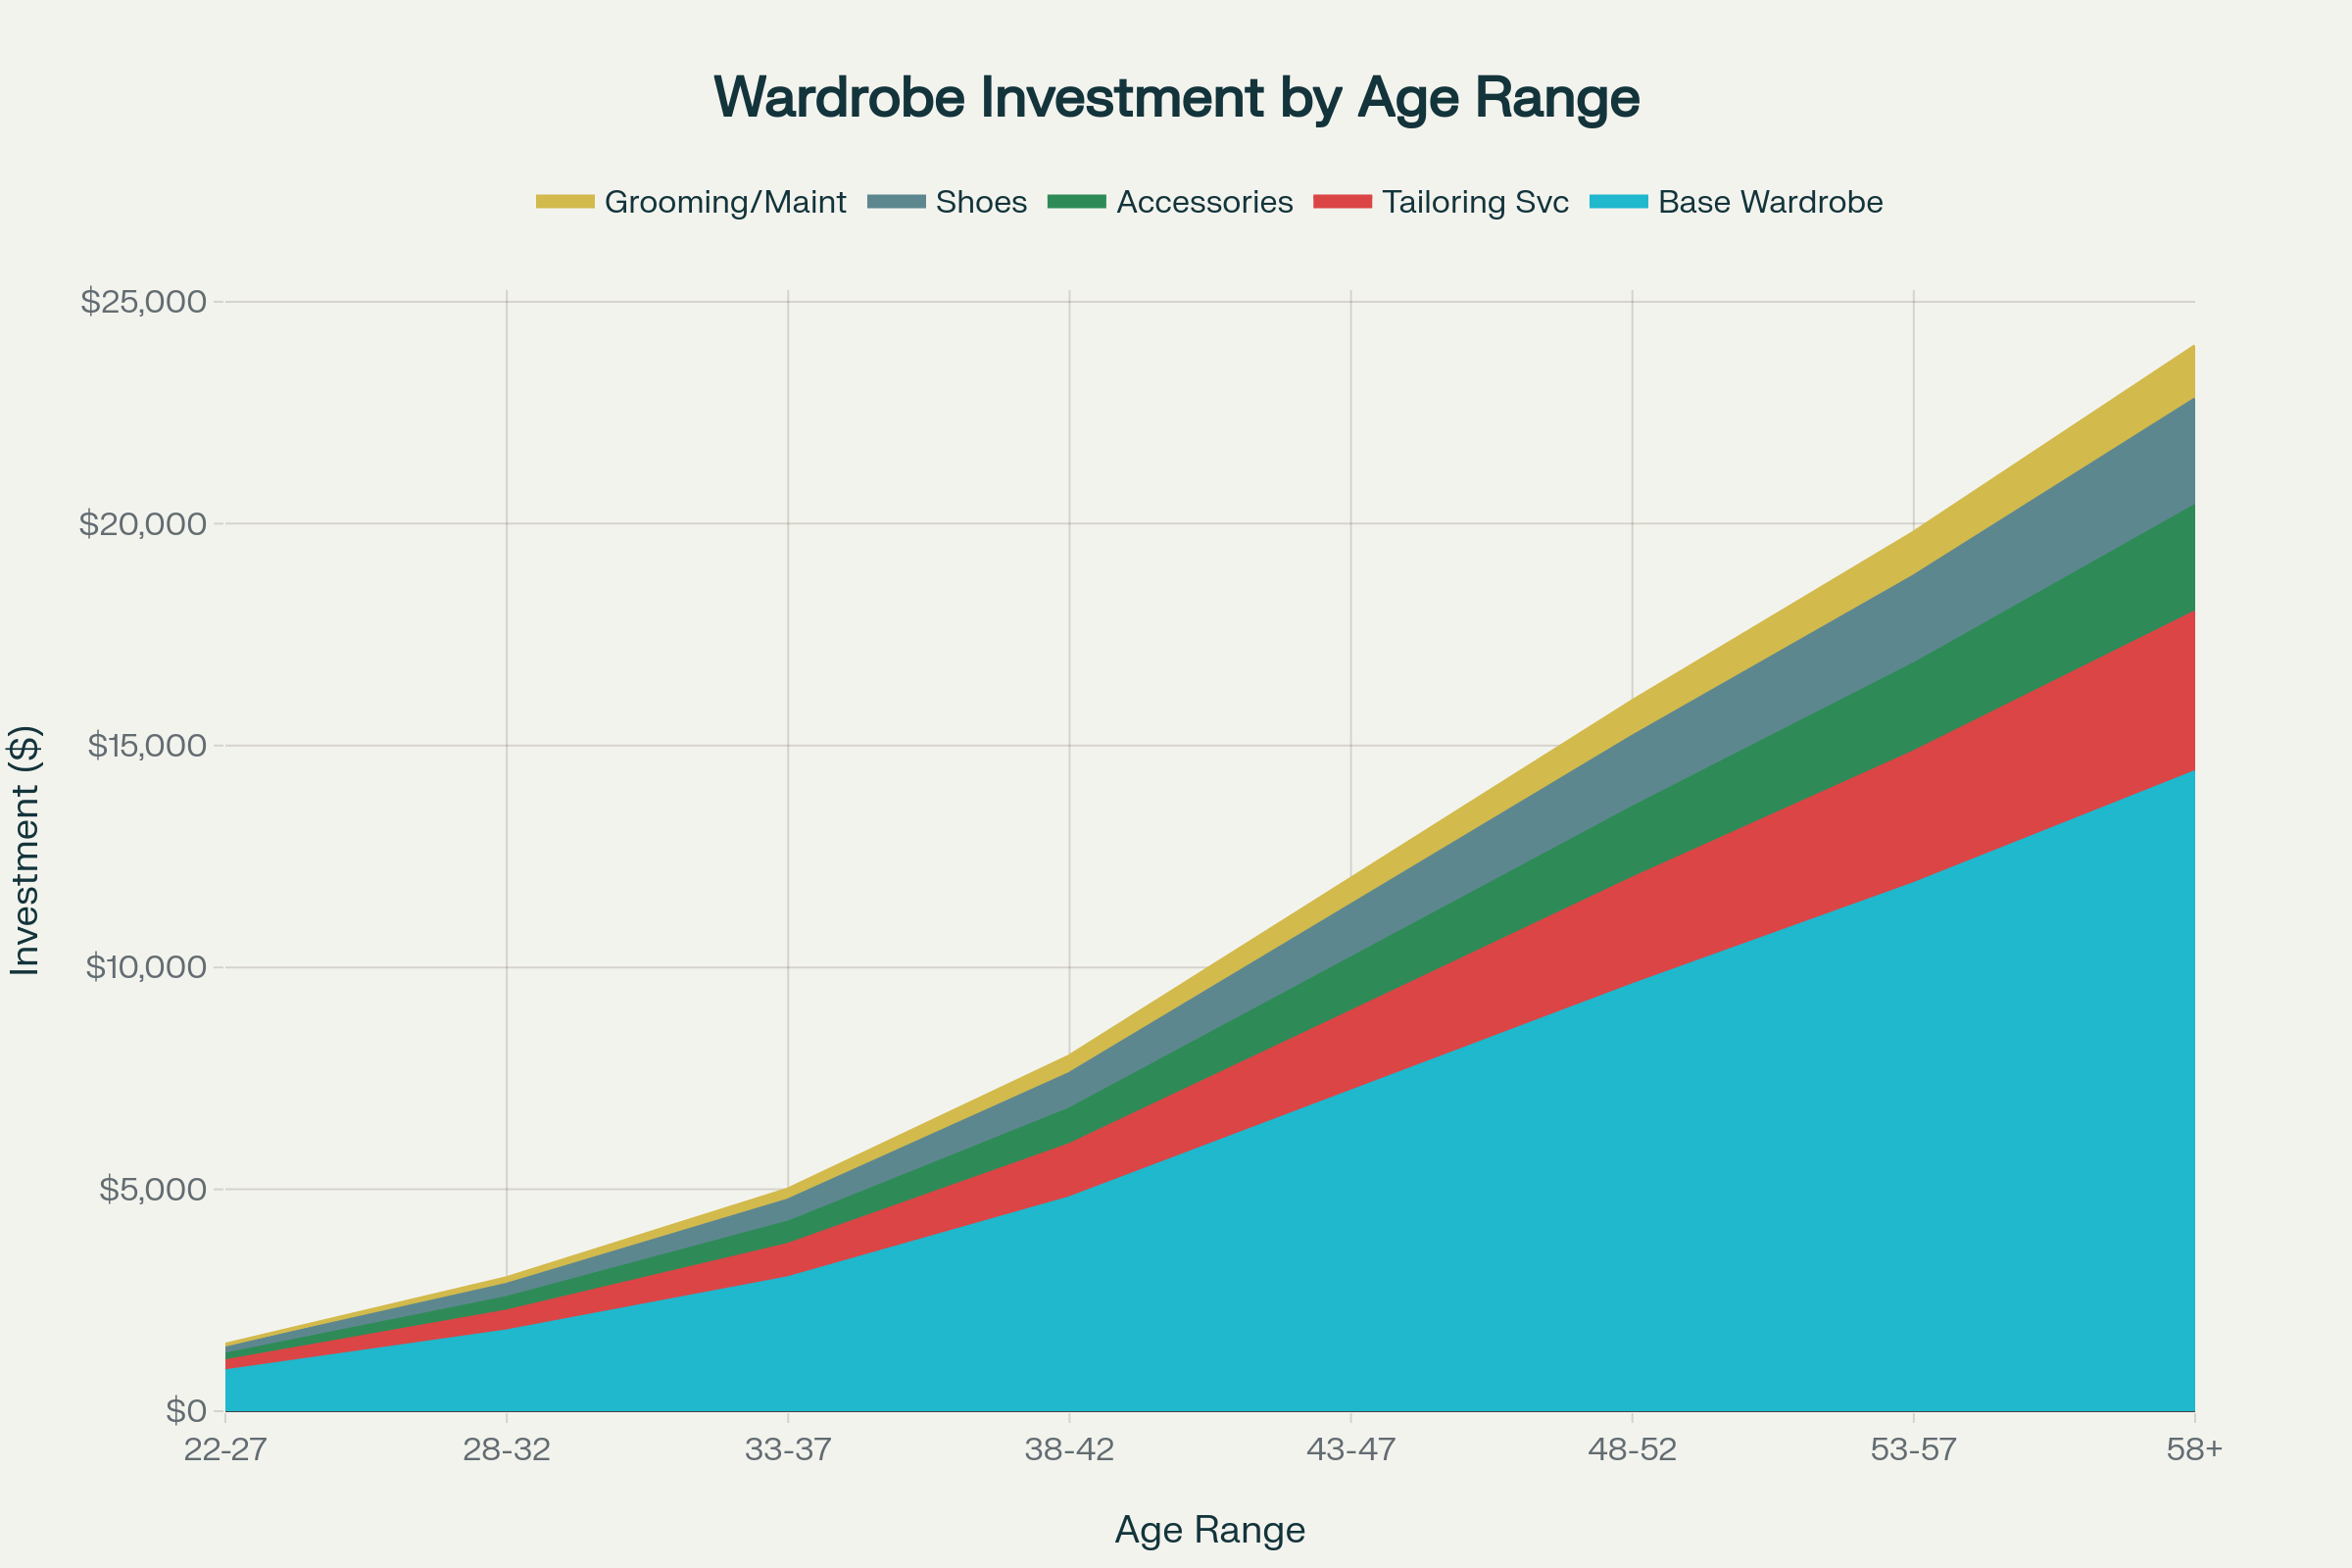 Wardrobe Investment by Age Range
Grooming/Maint Shoes Accessories Tailoring Svc Base Wardrobe
$25,000
$20,000
$15,000
$10,000
$5,000
$0
Investment ($)
22-27 28-32 33-37 38-42 43-47 48-52 53-57 58+
Age Range